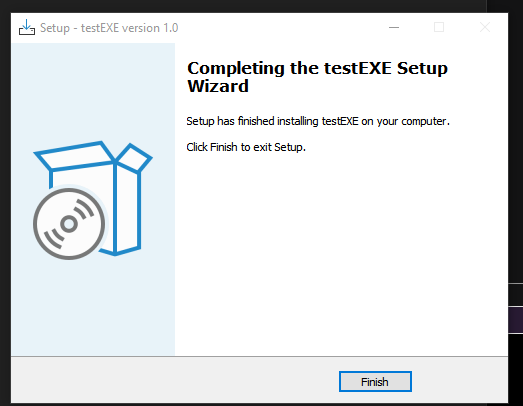 Setup - testEXE version 1.0
Completing the testEXE Setup
Wizard
Setup has finished installing testEXE on your computer.
Click Finish to exit Setup.
Finish